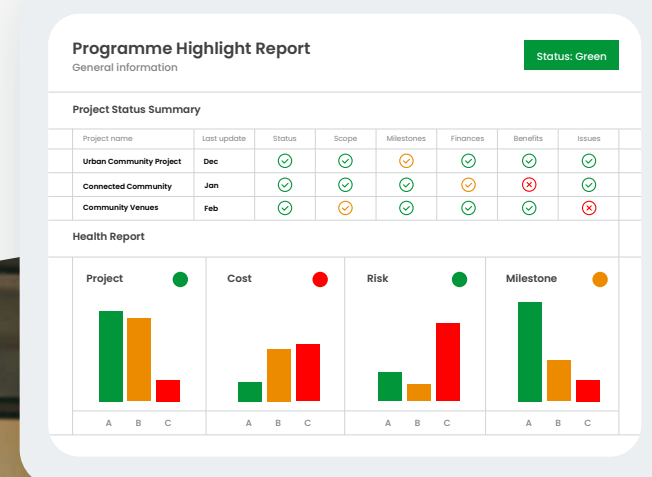 Programme Highlight Report
General information
Status: Green
Project Status Summary
Project name Last update Status Scope Milestones Finances Benefits Issues
Urban Community Project Dec
Connected Community Jan
Community Venues Feb
Health Report
Project Cost Risk Milestone
A B C A B C A B C A B C